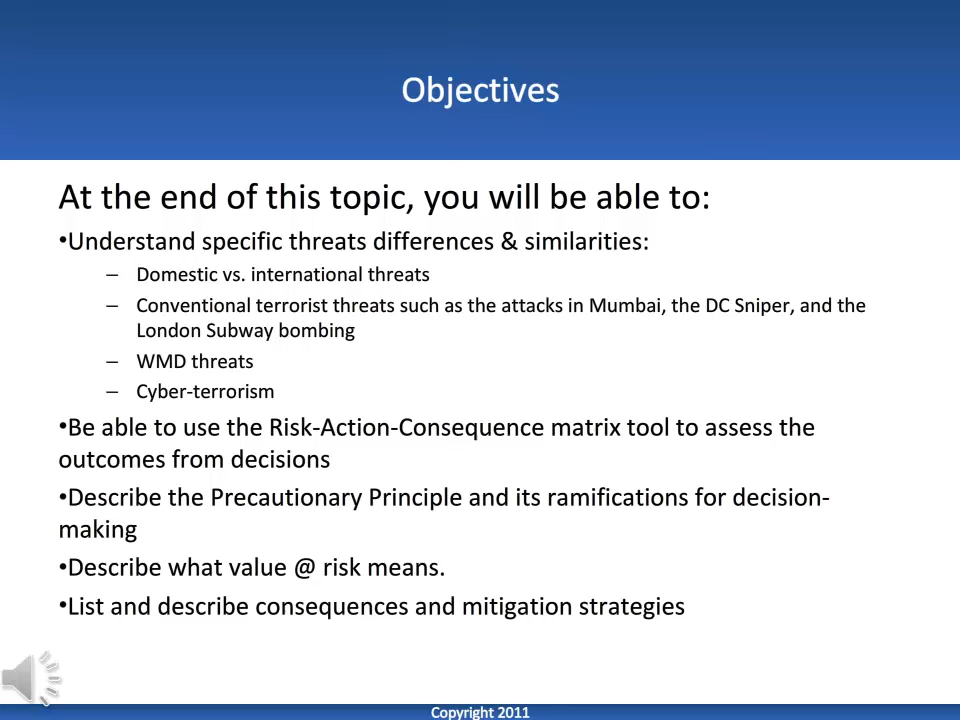 Objectives
At the end of this topic, you will be able to:
•Understand specific threats differences & similarities:
– Domestic vs. international threats
– Conventional terrorist threats such as the attacks in Mumbai, the DC Sniper, and the
London Subway bombing
– WMD threats
– Cyber-terrorism
•Be able to use the Risk-Action-Consequence matrix tool to assess the
outcomes from decisions
•Describe the Precautionary Principle and its ramifications for decision-
making
•Describe what value @ risk means.
•List and describe consequences and mitigation strategies
Copyright 2011